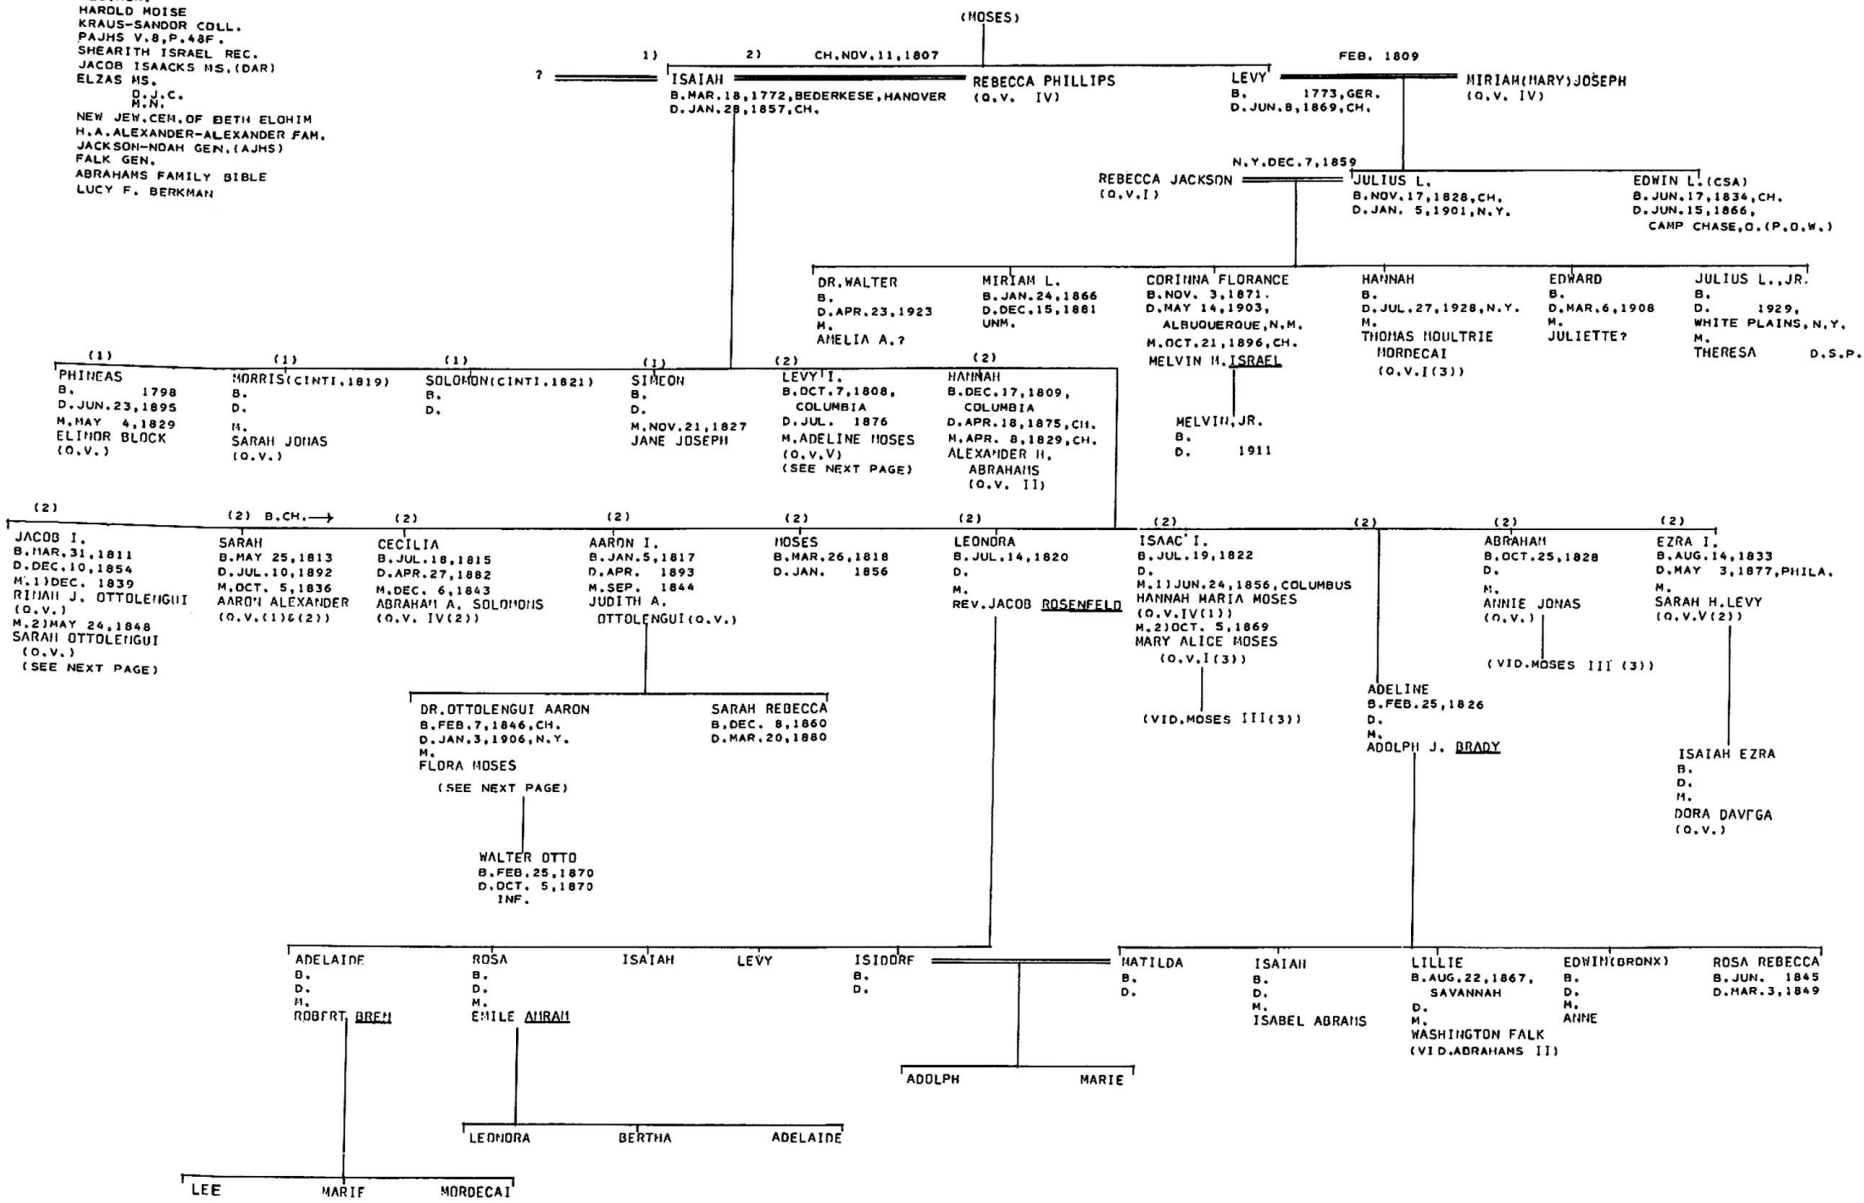 HAROLD MOISE
KRAUS-SANDOR COLL.
PAJHS V.8,P.48F.
SHEARITH ISRAEL REC.
JACOB ISAACKS MS.(DAR)
ELZAS MS.
O.J.C.
M.N.
NEW JEW.CEM.OF BETH ELOHIM
H.A.ALEXANDER-ALEXANDER FAM.
JACKSON-NOAH GEN.(AJHS)
FALK GEN.
ABRAHAMS FAMILY BIBLE
LUCY F. BERKMAN
(MOSES)
?
1)
2)
CH.NOV.11,1807
ISAIAH
B.MAR.18,1772,BEDERKESE,HANOVER
D.JAN.28,1857,CH.
REBECCA PHILLIPS
(Q.V. IV)
FEB. 1809
LEVY
B. 1773,GER.
D.JUN.8,1869,CH.
MIRIAM(MARY)JOSEPH
(Q.V. IV)
N.Y.DEC.7,1859
REBECCA JACKSON
(Q.V.I)
JULIUS L.
B.NOV.17,1828,CH.
D.JAN. 5,1901,N.Y.
EDWIN L.(CSA)
B.JUN.17,1834,CH.
D.JUN.15,1866,
CAMP CHASE,O.(P.O.W.)
DR.WALTER
B.
D.APR.23,1923
M.
AMELIA A.?
MIRIAM L.
B.JAN.24,1866
D.DEC.15,1881
UNM.
CORINNA FLORANCE
B.NOV. 3,1871.
D.MAY 14,1903,
ALBUQUERQUE,N.M.
M.OCT.21,1896,CH.
MELVIN M.ISRAEL
HANNAH
B.
D.JUL.27,1928,N.Y.
M.
THOMAS MOULTRIE
MORDECAI
(Q.V.I(3))
EDWARD
B.
D.MAR.6,1908
M.
JULIETTE?
JULIUS L.,JR.
B.
D. 1929,
WHITE PLAINS,N.Y.
M.
THERESA D.S.P.
MELVIN,JR.
B.
D. 1911
(1)
PHINEAS
B. 1798
D.JUN.23,1895
M.MAY 4,1829
ELINOR BLOCK
(Q.V.)
(1)
MORRIS(CINTI.1819)
B.
D.
M.
SARAH JONAS
(Q.V.)
(1)
SOLOMON(CINTI.1821)
B.
D.
(1)
SIMEON
B.
D.
M.NOV.21,1827
JANE JOSEPH
(2)
LEVY I.
B.OCT.7,1808,
COLUMBIA
D.JUL. 1876
M.ADELINE MOSES
(Q.V.V)
(SEE NEXT PAGE)
(2)
HANNAH
B.DEC.17,1809,
COLUMBIA
D.APR.18,1875,CH.
M.APR. 8,1829,CH.
ALEXANDER H.
ABRAHAMS
(Q.V. II)
(2)
JACOB I.
B.MAR.31,1811
D.DEC.10,1854
M.1)DEC. 1839
RINAH J. OTTOLENGUI
(Q.V.)
M.2)MAY 24,1848
SARAH OTTOLENGUI
(Q.V.)
(SEE NEXT PAGE)
(2) B.CH.→
SARAH
B.MAY 25,1813
D.JUL.10,1892
M.OCT. 5,1836
AARON ALEXANDER
(Q.V.(1)&(2))
(2)
CECILIA
B.JUL.18,1815
D.APR.27,1882
M.DEC. 6,1843
ABRAHAM A. SOLOMONS
(Q.V. IV(2))
(2)
AARON I.
B.JAN.5,1817
D.APR. 1893
M.SEP. 1844
JUDITH A.
OTTOLENGUI(Q.V.)
(2)
MOSES
B.MAR.26,1818
D.JAN. 1856
(2)
LEONORA
B.JUL.14,1820
D.
M.
REV.JACOB ROSENFELD
(2)
ISAAC I.
B.JUL.19,1822
D.
M.1)JUN.24,1856,COLUMBUS
HANNAH MARIA MOSES
(Q.V.IV(1))
M.2)OCT. 5,1869
MARY ALICE MOSES
(Q.V.I(3))
(VID.MOSES III(3))
(2)
ADELINE
B.FEB.25,1826
D.
M.
ADOLPH J. BRADY
(2)
ABRAHAM
B.OCT.25,1828
D.
M.
ANNIE JONAS
(Q.V.)
(VID.MOSES III (3))
(2)
EZRA I.
B.AUG.14,1833
D.MAY 3,1877,PHILA.
M.
SARAH H.LEVY
(Q.V.V(2))
ISAIAH EZRA
B.
D.
M.
DORA DAVEGA
(Q.V.)
DR.OTTOLENGUI AARON
B.FEB.7,1846,CH.
D.JAN.3,1906,N.Y.
M.
FLORA MOSES
(SEE NEXT PAGE)
SARAH REBECCA
B.DEC. 8,1860
D.MAR.20,1880
WALTER OTTO
B.FEB.25,1870
D.OCT. 5,1870
INF.
ADELAIDE
B.
D.
M.
ROBERT BREM
ROSA
B.
D.
M.
EMILE AMRAM
ISAIAH
LEVY
ISIDORE
B.
D.
MATILDA
B.
D.
ISAIAH
B.
D.
M.
ISABEL ABRAMS
LILLIE
B.AUG.22,1867,
SAVANNAH
D.
M.
WASHINGTON FALK
(VID.ABRAHAMS II)
EDWIN(BRONX)
B.
D.
M.
ANNE
ROSA REBECCA
B.JUN. 1845
D.MAR.3,1849
ADOLPH
MARIE
LEONORA
BERTHA
ADELAIDE
LEE
MARIE
MORDECAI